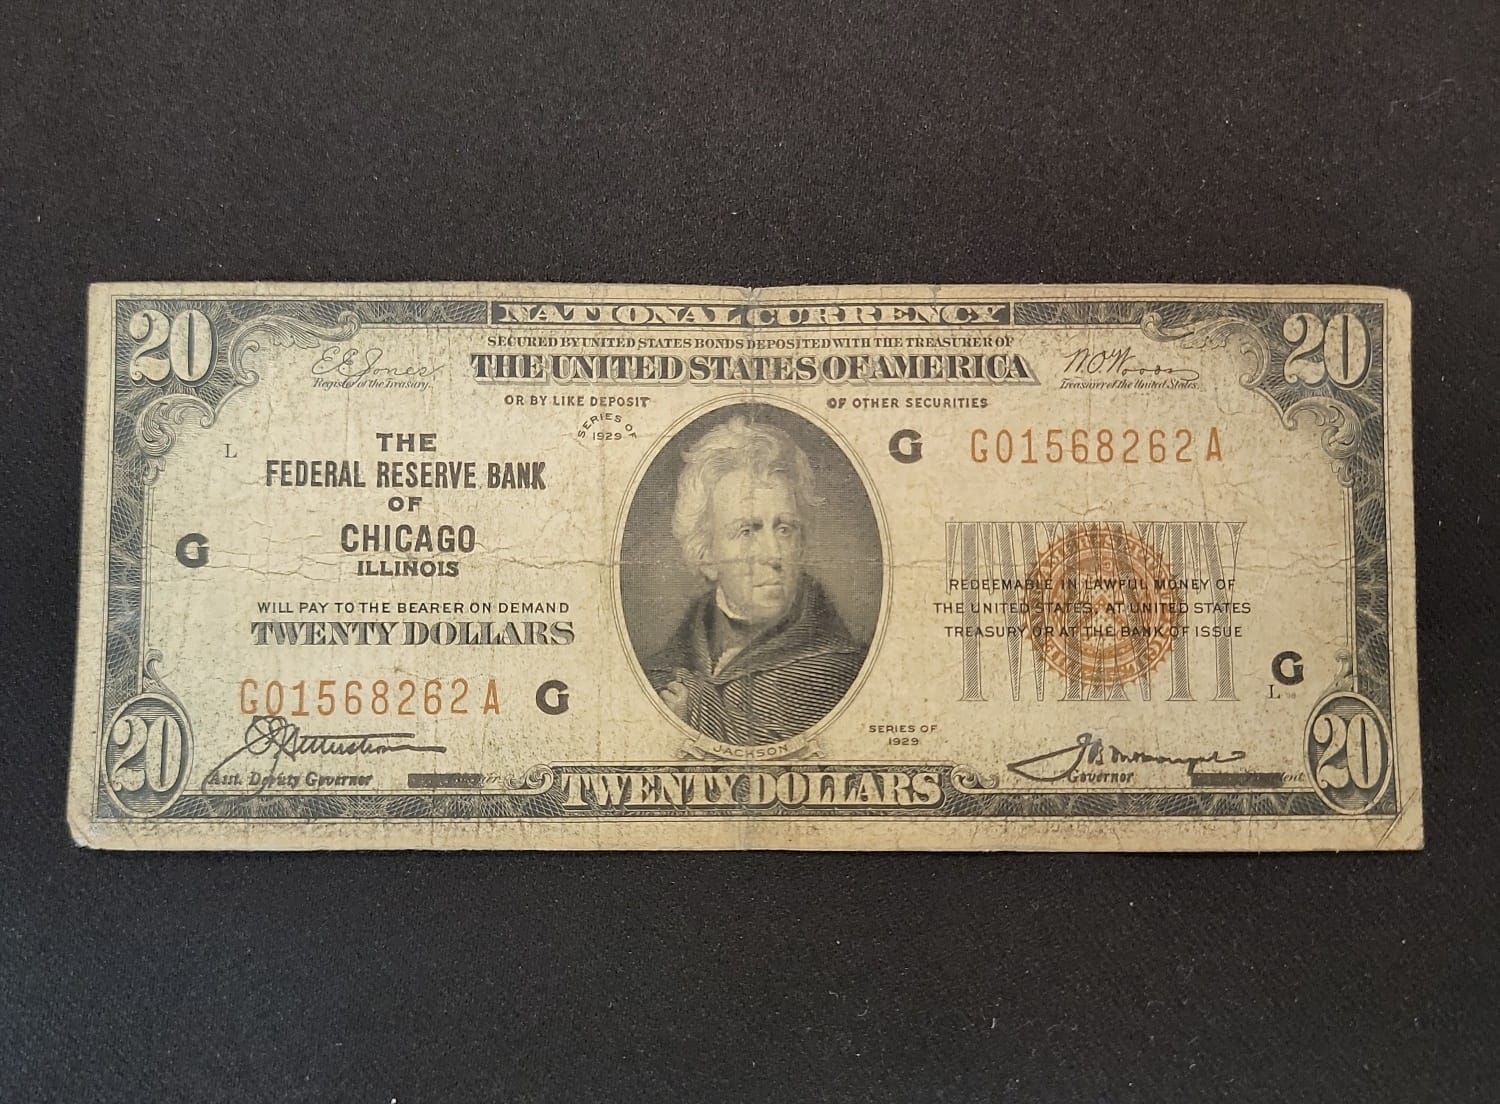 NATIONAL CURRENCY
SECURED BY UNITED STATES BONDS DEPOSITED WITH THE TREASURER OF
THE UNITED STATES OF AMERICA
OR BY LIKE DEPOSIT OF OTHER SECURITIES
20
20
E E Jones
Register of the Treasury.
W.O. Woods
Treasurer of the United States.
SERIES OF
1929
L
THE
FEDERAL RESERVE BANK
OF
CHICAGO
ILLINOIS
G
G G01568262A
WILL PAY TO THE BEARER ON DEMAND
TWENTY DOLLARS
TWENTY
REDEEMABLE IN LAWFUL MONEY OF
THE UNITED STATES, AT UNITED STATES
TREASURY OR AT THE BANK OF ISSUE
G01568262A G
G
L
JACKSON
SERIES OF
1929
Asst. Deputy Governor
Governor
20
TWENTY DOLLARS
20